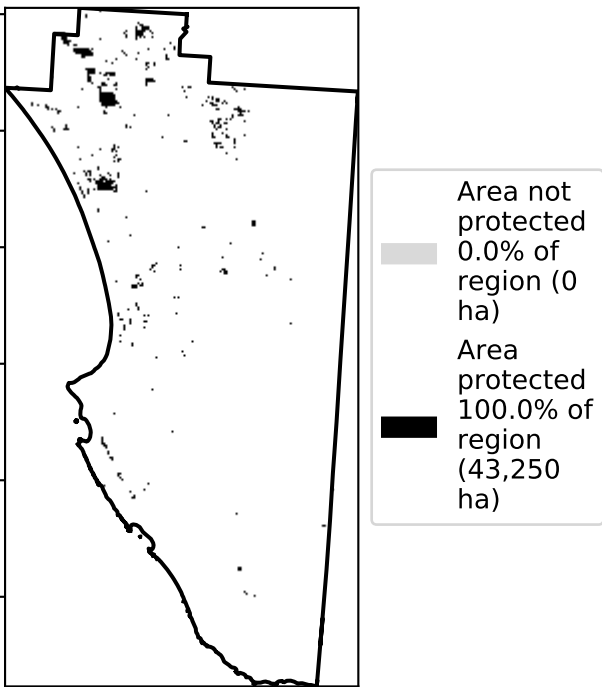 Area not
protected
0.0% of
region (0
ha)
Area
protected
100.0% of
region
(43,250
ha)